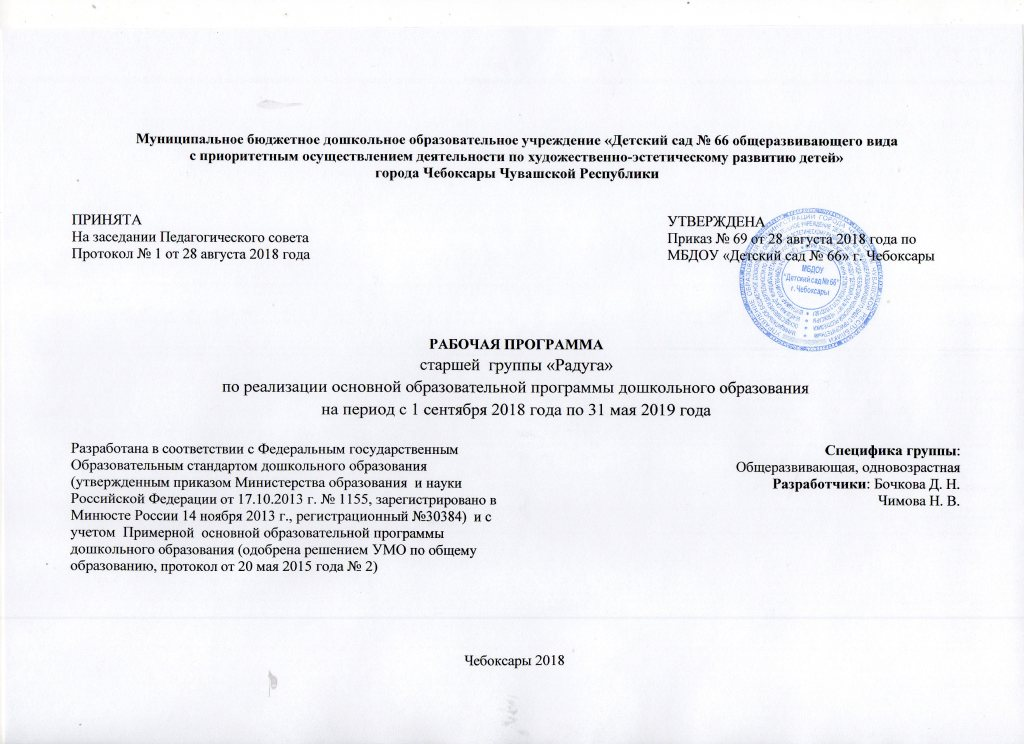 Муниципальное бюджетное дошкольное образовательное учреждение «Детский сад № 66 общеразвивающего вида
с приоритетным осуществлением деятельности по художественно-эстетическому развитию детей»
города Чебоксары Чувашской Республики
ПРИНЯТА
На заседании Педагогического совета
Протокол № 1 от 28 августа 2018 года
УТВЕРЖДЕНА
Приказ № 69 от 28 августа 2018 года по
МБДОУ «Детский сад № 66» г. Чебоксары
МБДОУ
"Детский сад № 66"
г. Чебоксары
РАБОЧАЯ ПРОГРАММА
старшей группы «Радуга»
по реализации основной образовательной программы дошкольного образования
на период с 1 сентября 2018 года по 31 мая 2019 года
Разработана в соответствии с Федеральным государственным
Образовательным стандартом дошкольного образования
(утвержденным приказом Министерства образования и науки
Российской Федерации от 17.10.2013 г. № 1155, зарегистрировано в
Минюсте России 14 ноября 2013 г., регистрационный №30384) и с
учетом Примерной основной образовательной программы
дошкольного образования (одобрена решением УМО по общему
образованию, протокол от 20 мая 2015 года № 2)
Специфика группы:
Общеразвивающая, одновозрастная
Разработчики: Бочкова Д. Н.
Чимова Н. В.
Чебоксары 2018